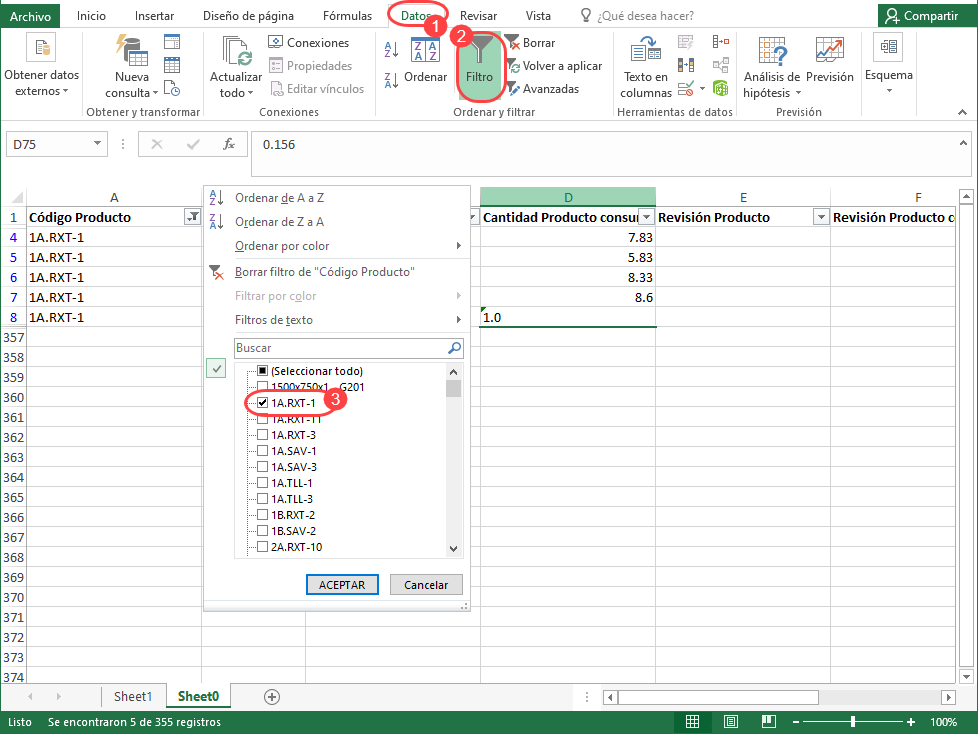 Archivo Inicio Insertar Diseño de página Fórmulas Datos Revisar Vista ¿Qué desea hacer? Compartir
1
2
Obtener datos externos
Nueva consulta
Obtener y transformar
Actualizar todo
Conexiones
Propiedades
Editar vínculos
Conexiones
A Z
Z A
Z A
A Z
Ordenar
Filtro
Borrar
Volver a aplicar
Avanzadas
Ordenar y filtrar
Texto en columnas
Herramientas de datos
Análisis de hipótesis
Previsión
Previsión
Esquema
D75 fx 0.156
A D E F
1 Código Producto Cantidad Producto consu Revisión Producto Revisión Producto c
4 1A.RXT-1 7.83
5 1A.RXT-1 5.83
6 1A.RXT-1 8.33
7 1A.RXT-1 8.6
8 1A.RXT-1 1.0
357
358
359
360
361
362
363
364
365
366
367
368
369
370
371
372
373
374
A Z Ordenar de A a Z
Z A Ordenar de Z a A
Ordenar por color
Borrar filtro de "Código Producto"
Filtrar por color
Filtros de texto
Buscar
(Seleccionar todo)
1A.RXT-1
3
1A.RXT-11
1A.RXT-3
1A.SAV-1
1A.SAV-3
1A.TLL-1
1A.TLL-3
1B.RXT-2
1B.SAV-2
2A.RXT-10
ACEPTAR Cancelar
Sheet1 Sheet0
Listo Se encontraron 5 de 355 registros 100%